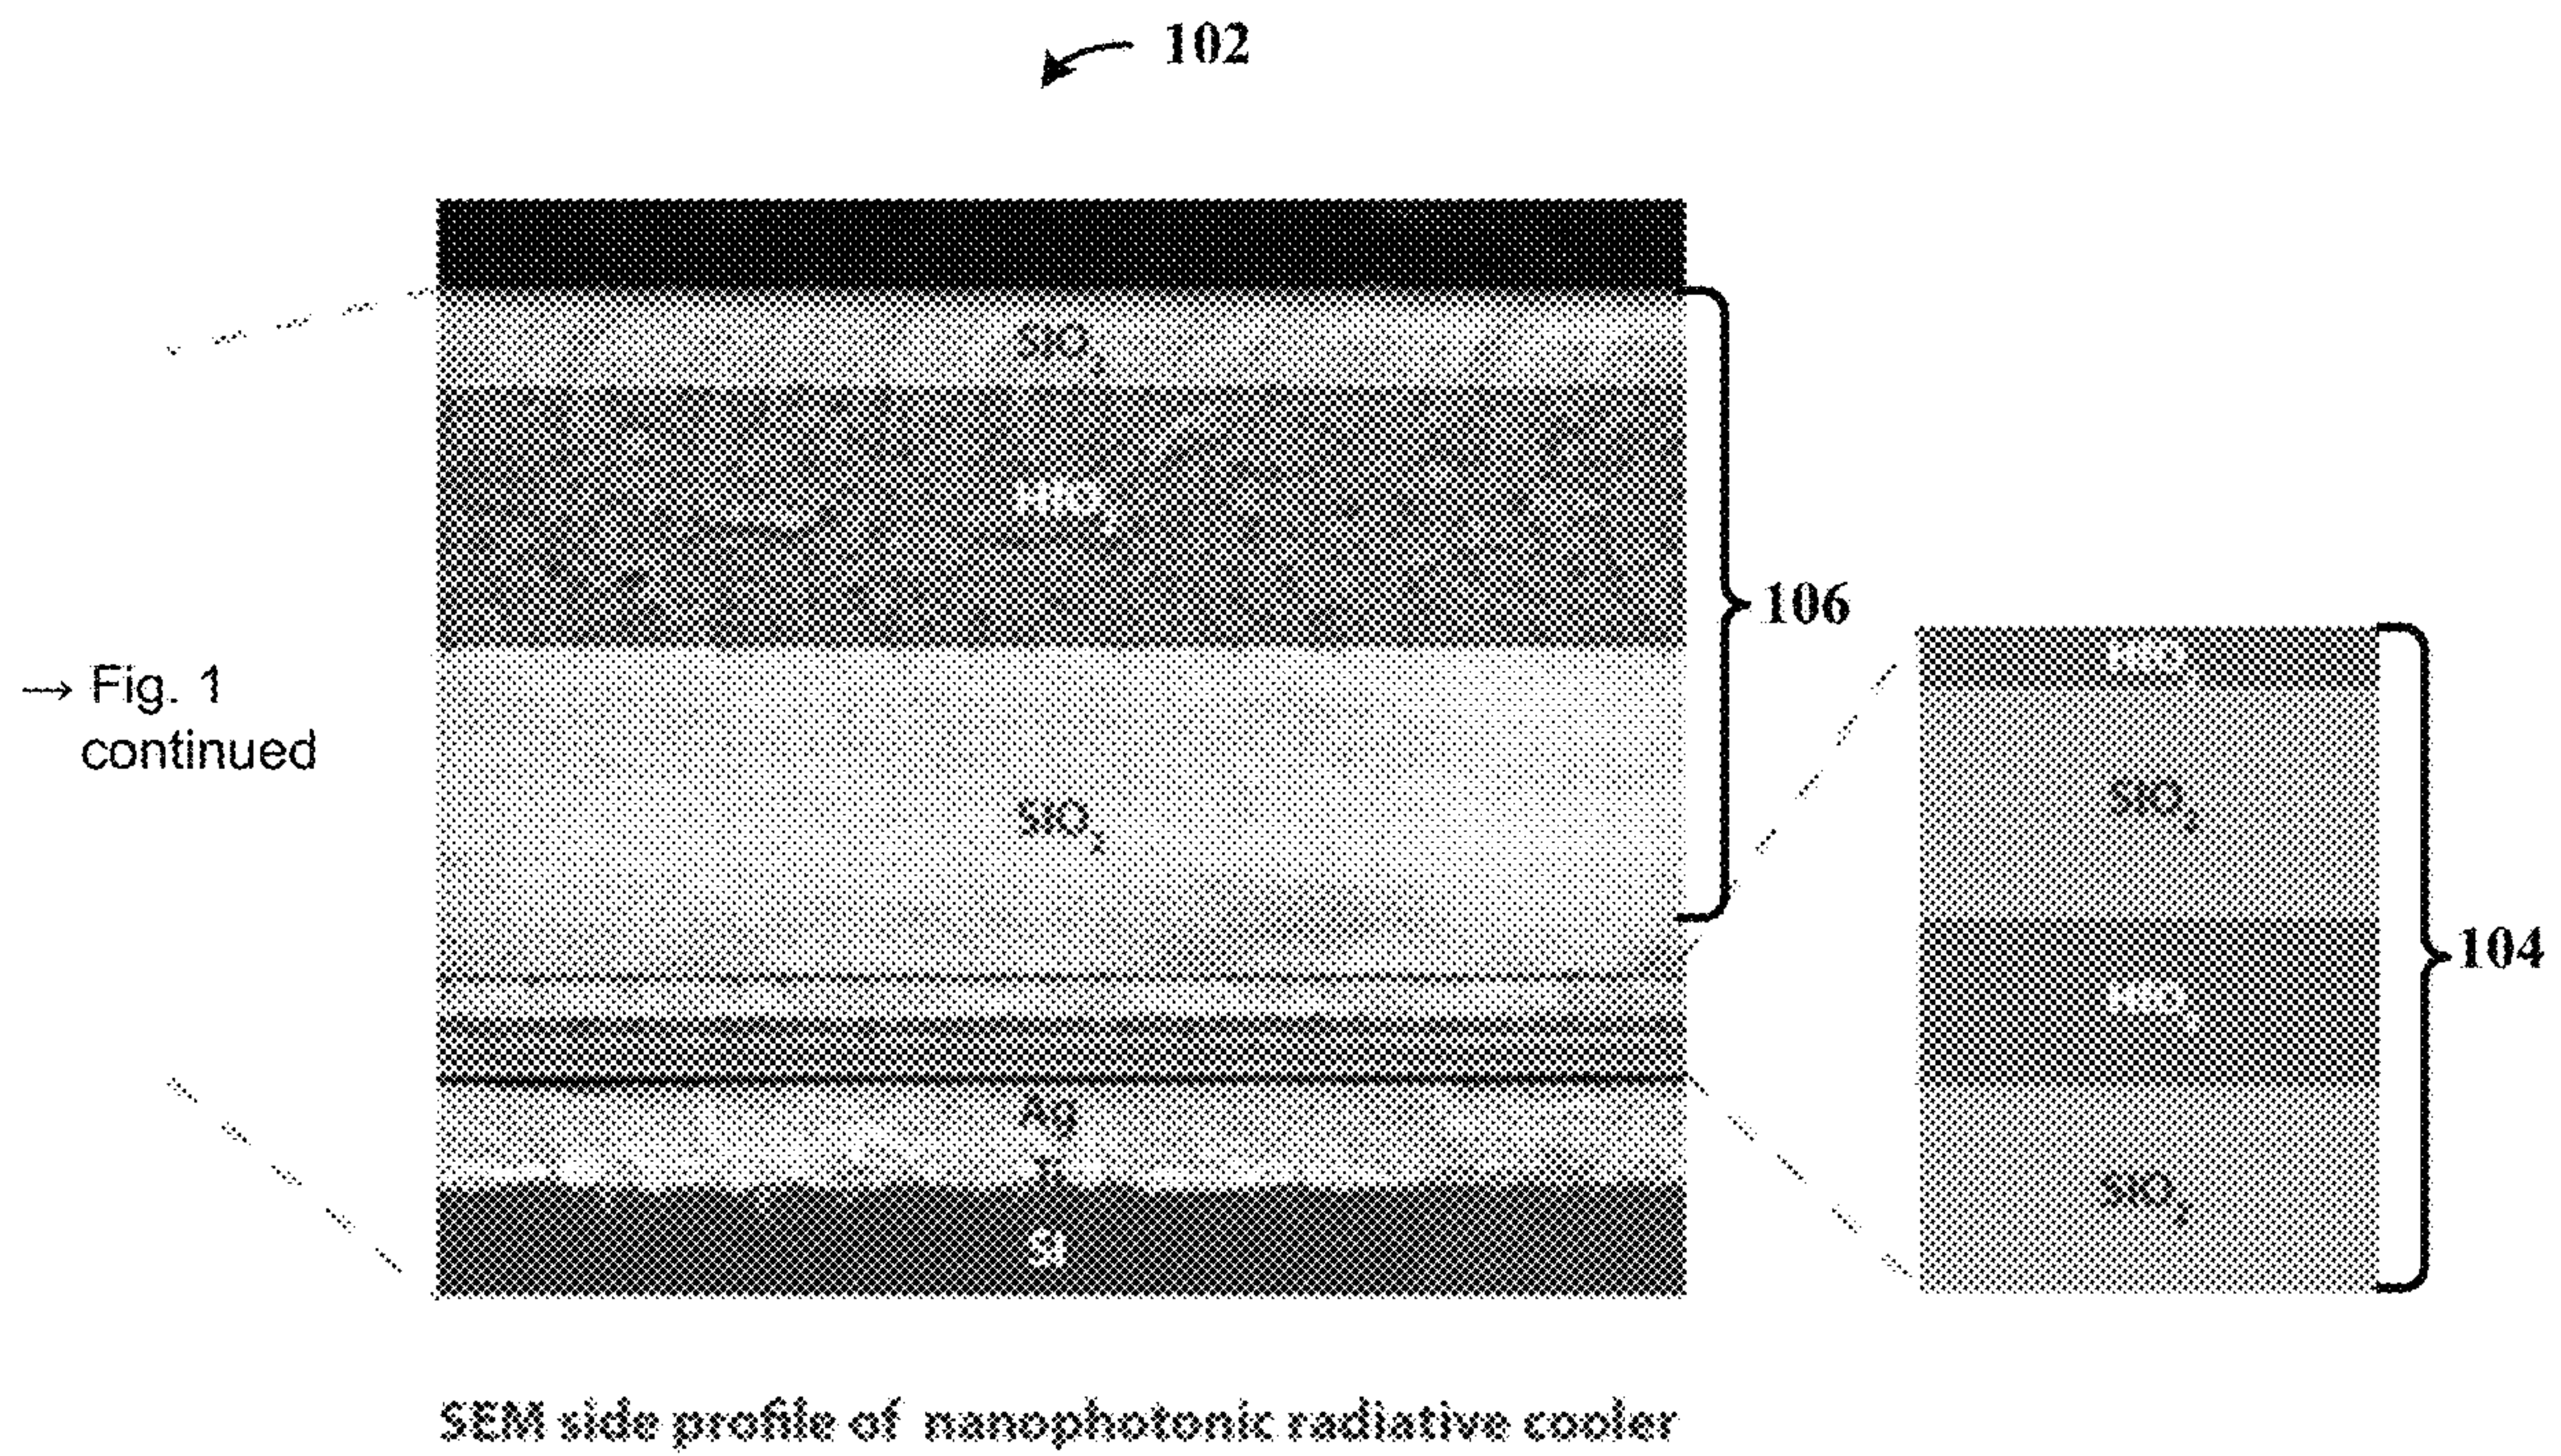 102
SiO₂
HfO₂
106
HfO₂
→ Fig. 1
continued
SiO₂
SiO₂
104
HfO₂
Ag
Ti
SiO₂
Si
SEM side profile of nanophotonic radiative cooler